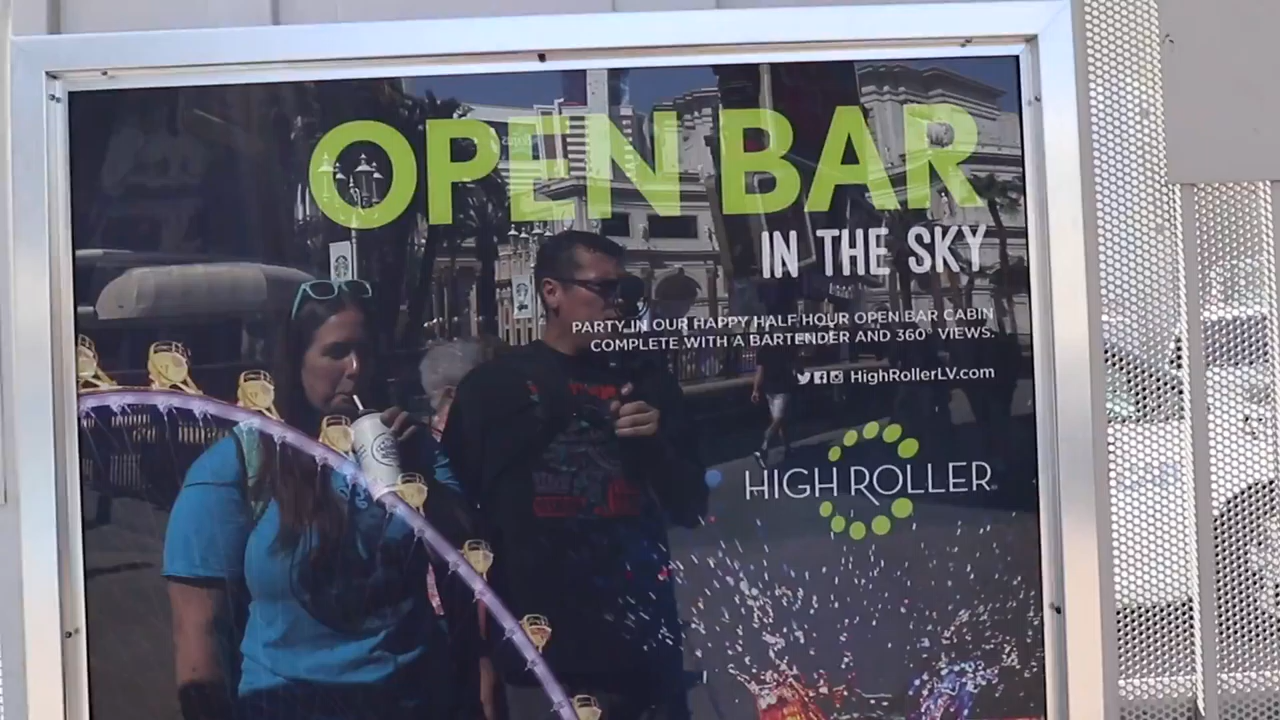 OPEN BAR
IN THE SKY
PARTY IN OUR HAPPY HALF HOUR OPEN BAR CABIN
COMPLETE WITH A BARTENDER AND 360° VIEWS.
HighRollerLV.com
HIGH ROLLER